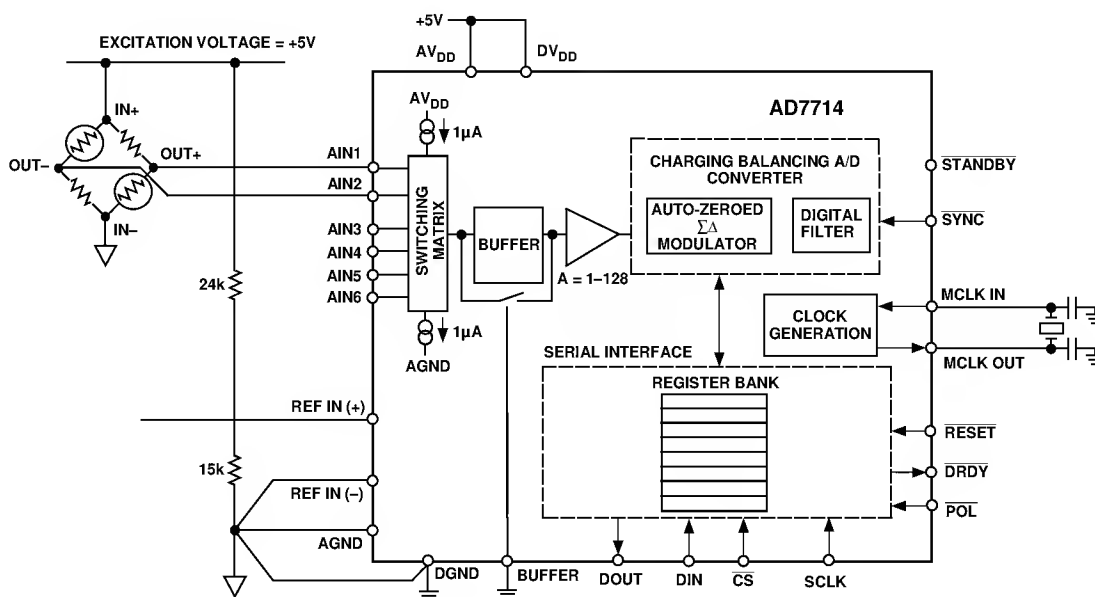 +5V
EXCITATION VOLTAGE = +5V
AVDD
DVDD
AD7714
IN+
OUT–
OUT+
IN–
24k
15k
AIN1
AIN2
AIN3
AIN4
AIN5
AIN6
AVDD
1µA
SWITCHING
MATRIX
1µA
AGND
BUFFER
A = 1–128
CHARGING BALANCING A/D
CONVERTER
AUTO-ZEROED
ΣΔ
MODULATOR
DIGITAL
FILTER
STANDBY
SYNC
CLOCK
GENERATION
MCLK IN
MCLK OUT
SERIAL INTERFACE
REGISTER BANK
REF IN (+)
REF IN (–)
AGND
RESET
DRDY
POL
DGND
BUFFER
DOUT
DIN
CS
SCLK